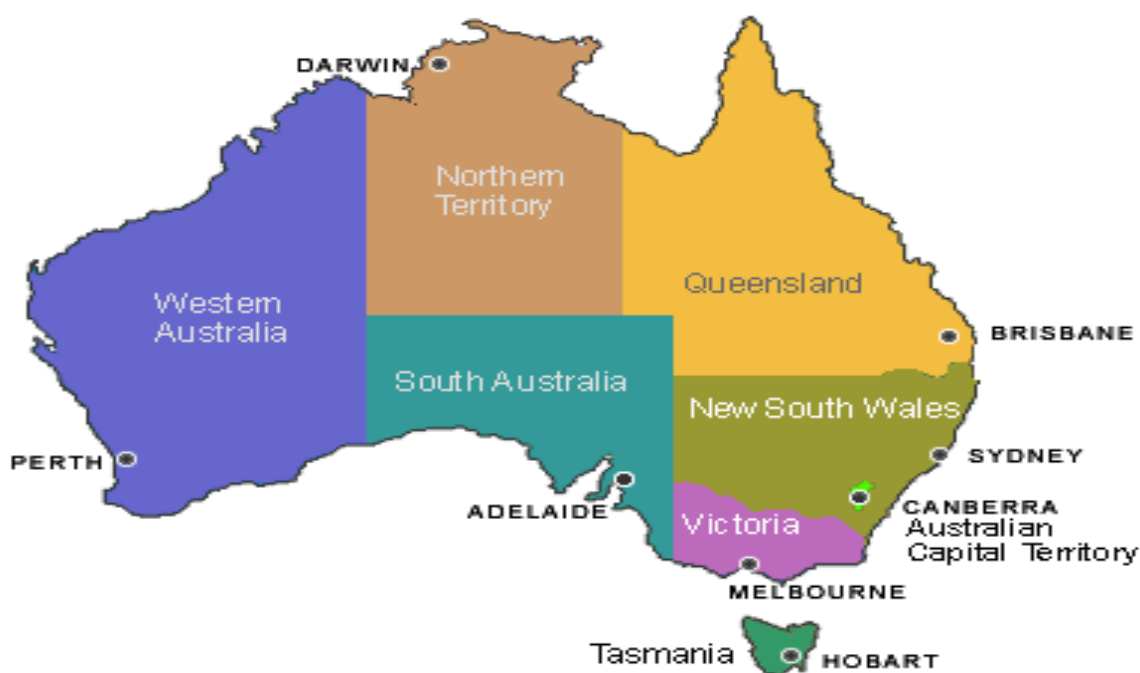 DARWIN
Northern
Territory
Queensland
Western
Australia
BRISBANE
South Australia
New South Wales
PERTH
SYDNEY
ADELAIDE
CANBERRA
Victoria
Australian
Capital Territory
MELBOURNE
Tasmania
HOBART